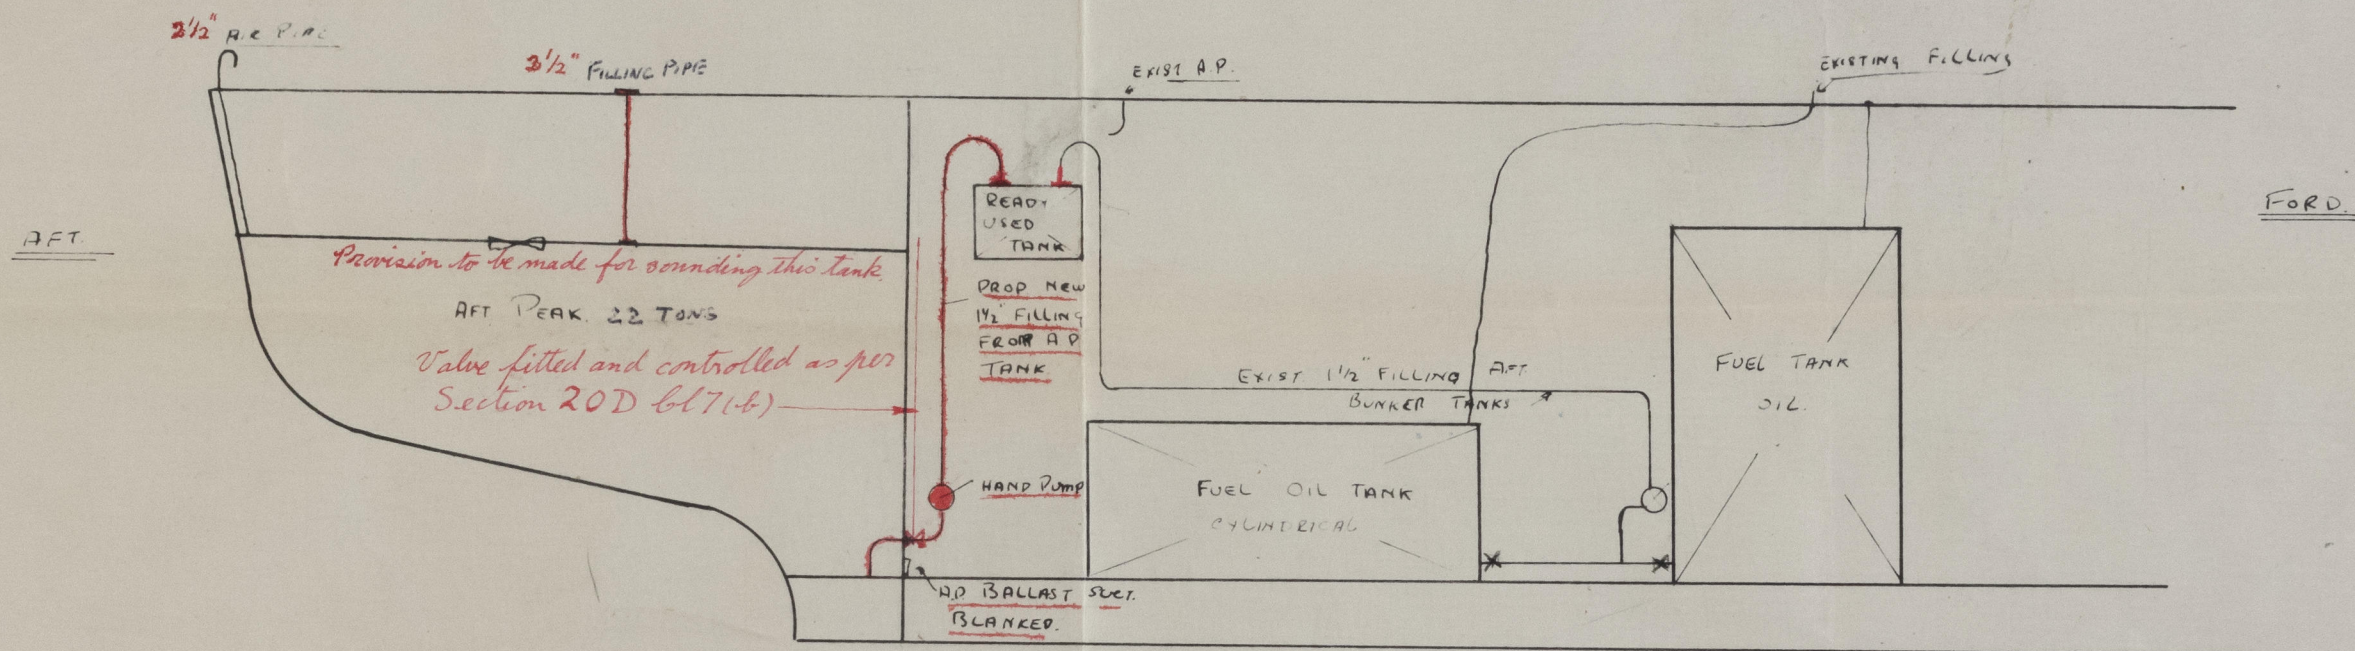 2½" AIR PIPE
2½" FILLING PIPE
EXIST A.P.
EXISTING FILLING
AFT.
FORD.
READY
USED
TANK
Provision to be made for sounding this tank.
AFT PEAK. 22 TONS
Valve fitted and controlled as per
Section 20D cl 7(b)
PROP NEW
1½" FILLING
FROM A P
TANK
HAND PUMP
EXIST 1½" FILLING AFT
BUNKER TANKS
FUEL OIL TANK
CYLINDRICAL
FUEL TANK
OIL.
A.P. BALLAST SUCT.
BLANKED.